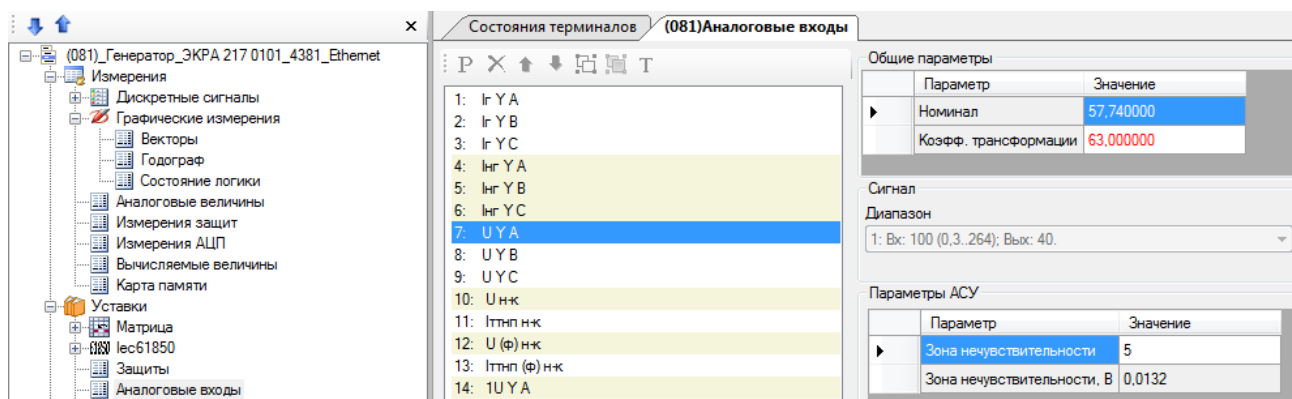 (081)_Генератор_ЭКРА 217 0101_4381_Ethernet
Измерения
Дискретные сигналы
Графические измерения
Векторы
Годограф
Состояние логики
Аналоговые величины
Измерения защит
Измерения АЦП
Вычисляемые величины
Карта памяти
Уставки
Матрица
Iec61850
Защиты
Аналоговые входы
Состояния терминалов
(081)Аналоговые входы
P T
1: Iг Y A
2: Iг Y B
3: Iг Y C
4: Iнг Y A
5: Iнг Y B
6: Iнг Y C
7: U Y A
8: U Y B
9: U Y C
10: U н-к
11: Iттнп н-к
12: U (ф) н-к
13: Iттнп (ф) н-к
14: 1U Y A
Общие параметры
Параметр Значение
Номинал 57,740000
Коэфф. трансформации 63,000000
Сигнал
Диапазон
1: Вх: 100 (0,3..264); Вых: 40.
Параметры АСУ
Параметр Значение
Зона нечувствительности 5
Зона нечувствительности, В 0,0132